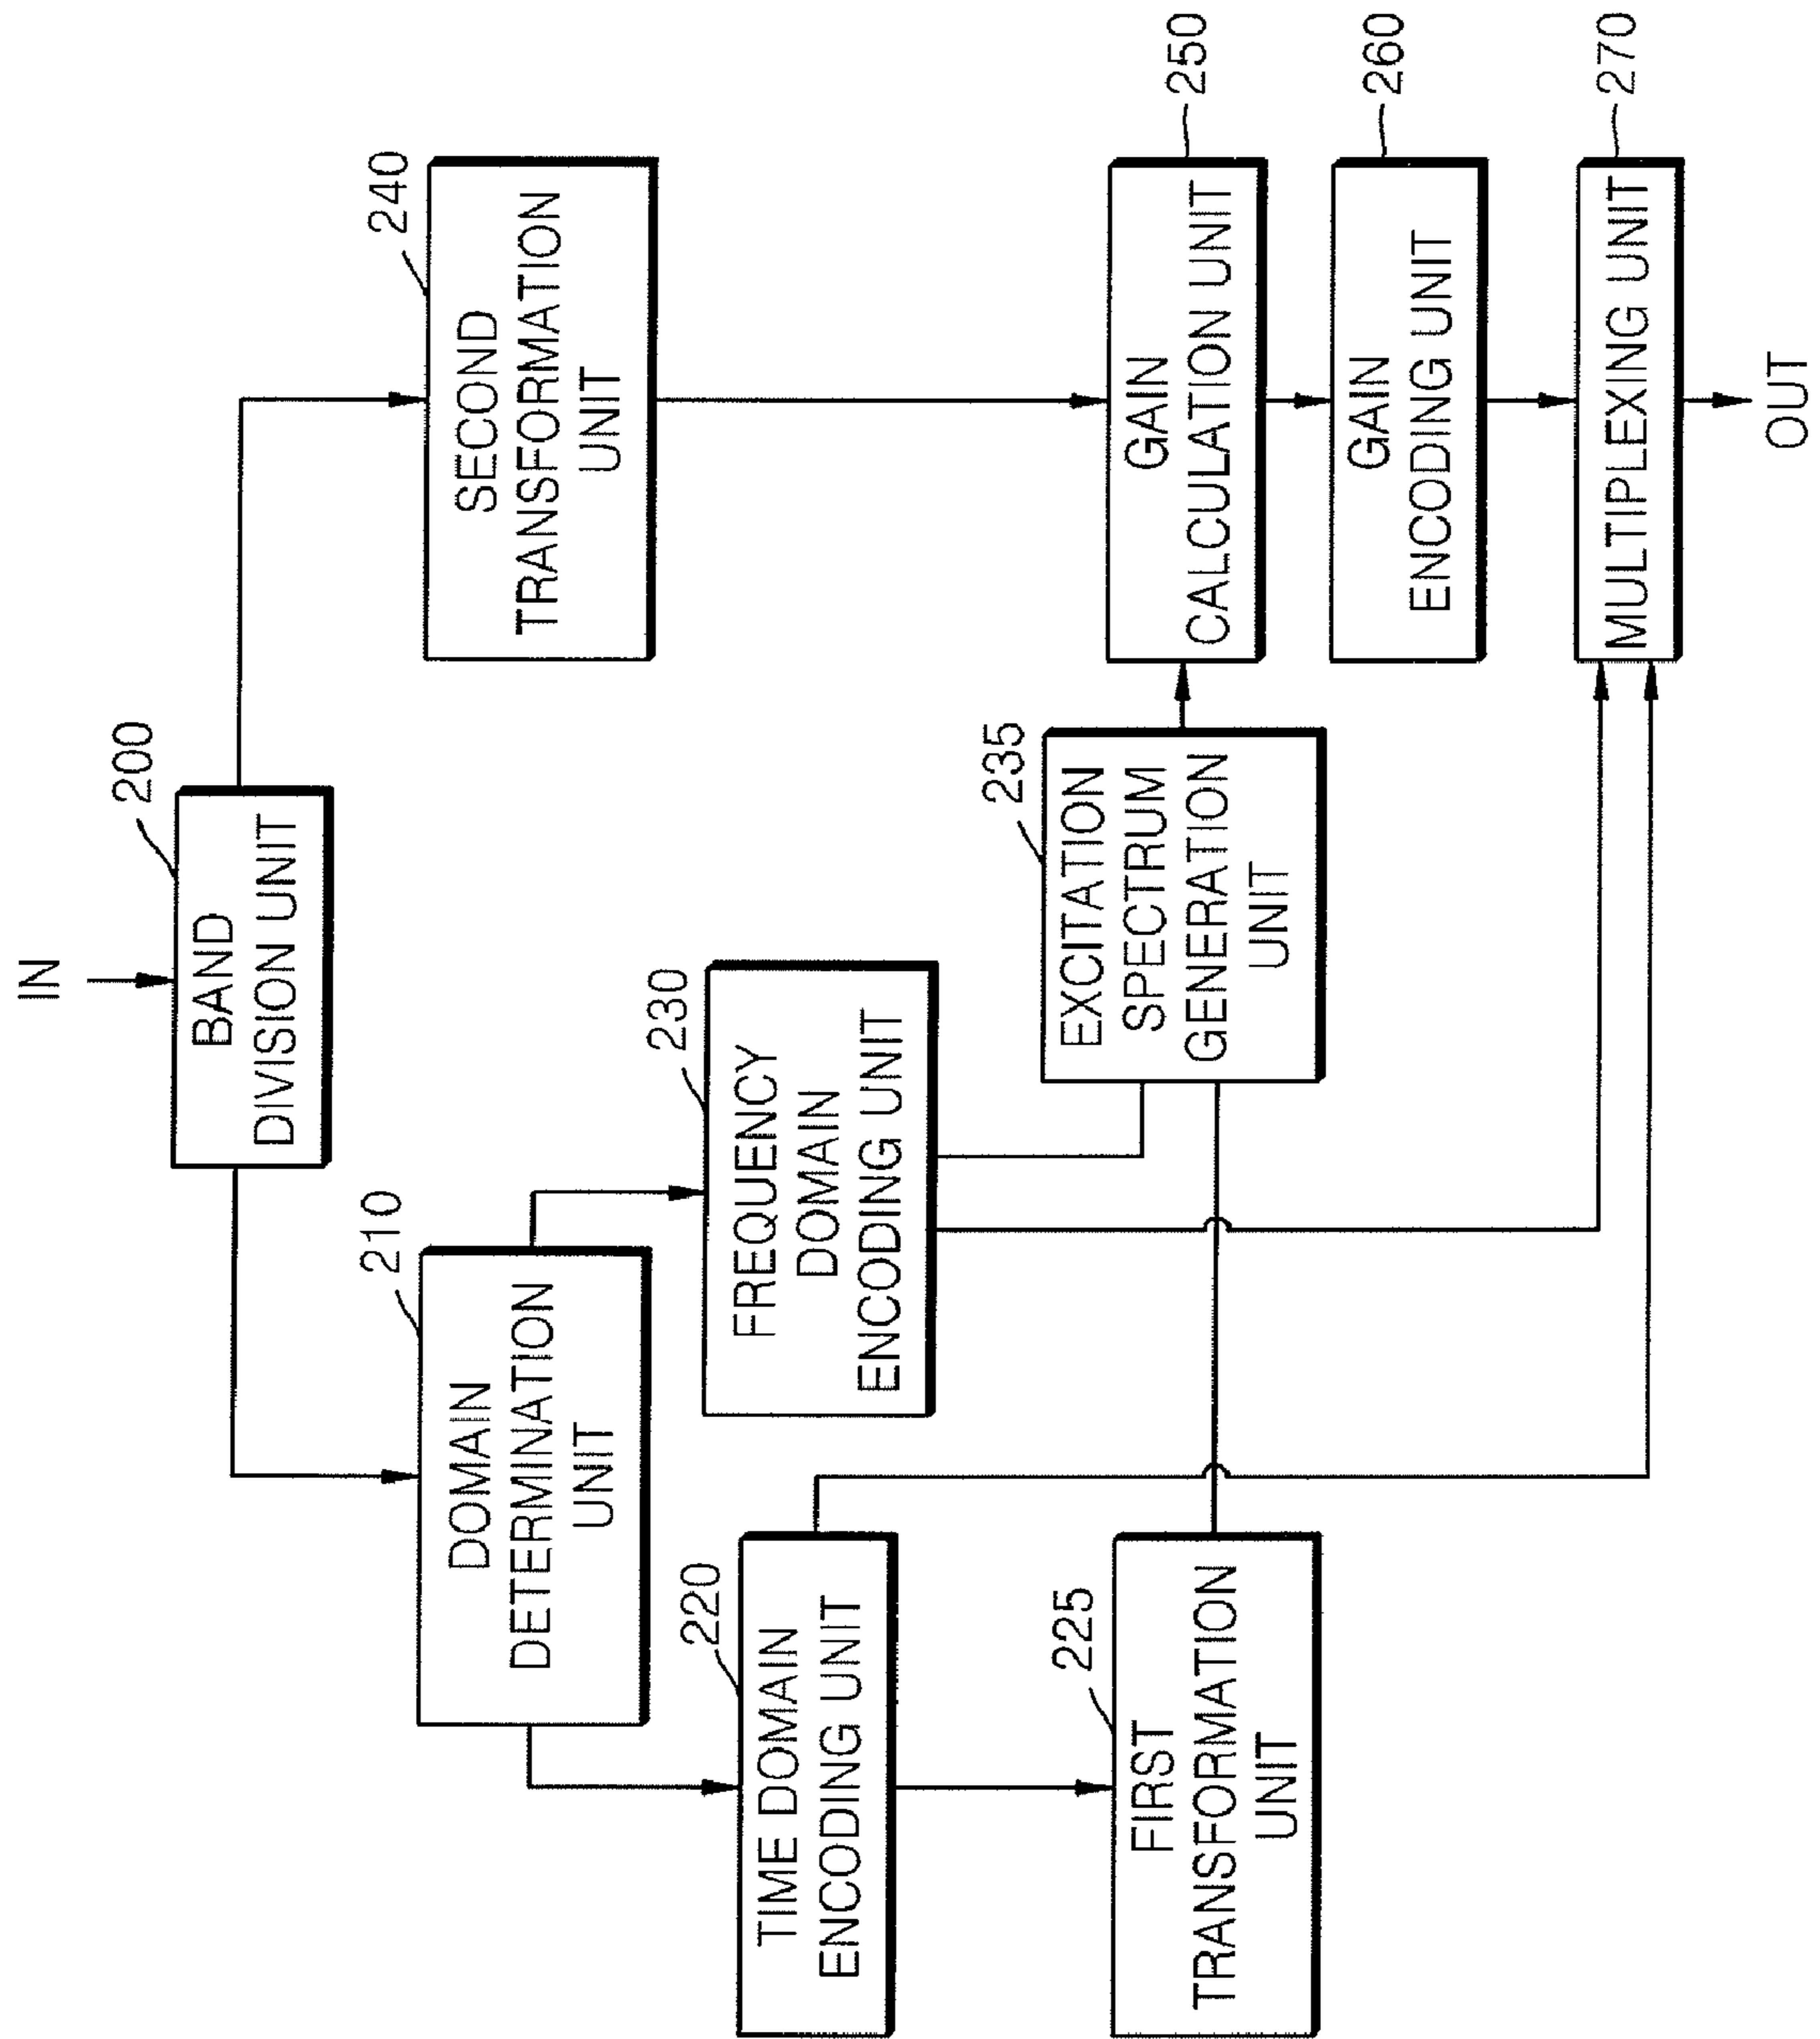 IN
200
BAND
DIVISION UNIT
210
DOMAIN
DETERMINATION
UNIT
240
SECOND
TRANSFORMATION
UNIT
220
TIME DOMAIN
ENCODING UNIT
230
FREQUENCY
DOMAIN
ENCODING UNIT
225
FIRST
TRANSFORMATION
UNIT
235
EXCITATION
SPECTRUM
GENERATION
UNIT
250
GAIN
CALCULATION UNIT
260
GAIN
ENCODING UNIT
270
MULTIPLEXING UNIT
OUT